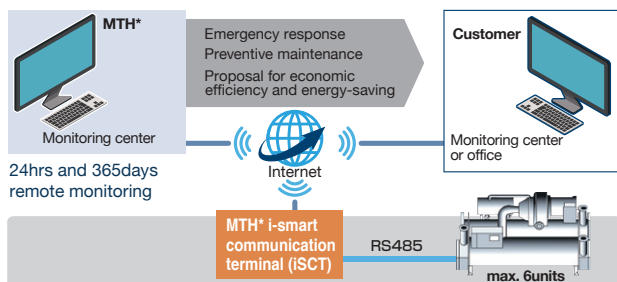 MTH*
Monitoring center
24hrs and 365days
remote monitoring
Emergency response
Preventive maintenance
Proposal for economic
efficiency and energy-saving
Internet
Customer
Monitoring center
or office
MTH* i-smart
communication
terminal (iSCT)
RS485
max. 6units